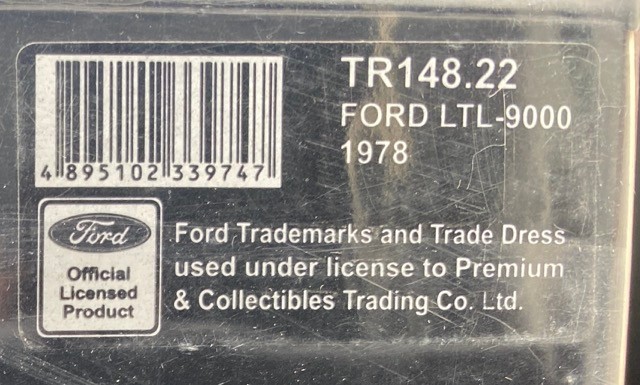 TR148.22
FORD LTL-9000
1978
4 895102 339747
Ford
Official
Licensed
Product
Ford Trademarks and Trade Dress
used under license to Premium
& Collectibles Trading Co. Ltd.